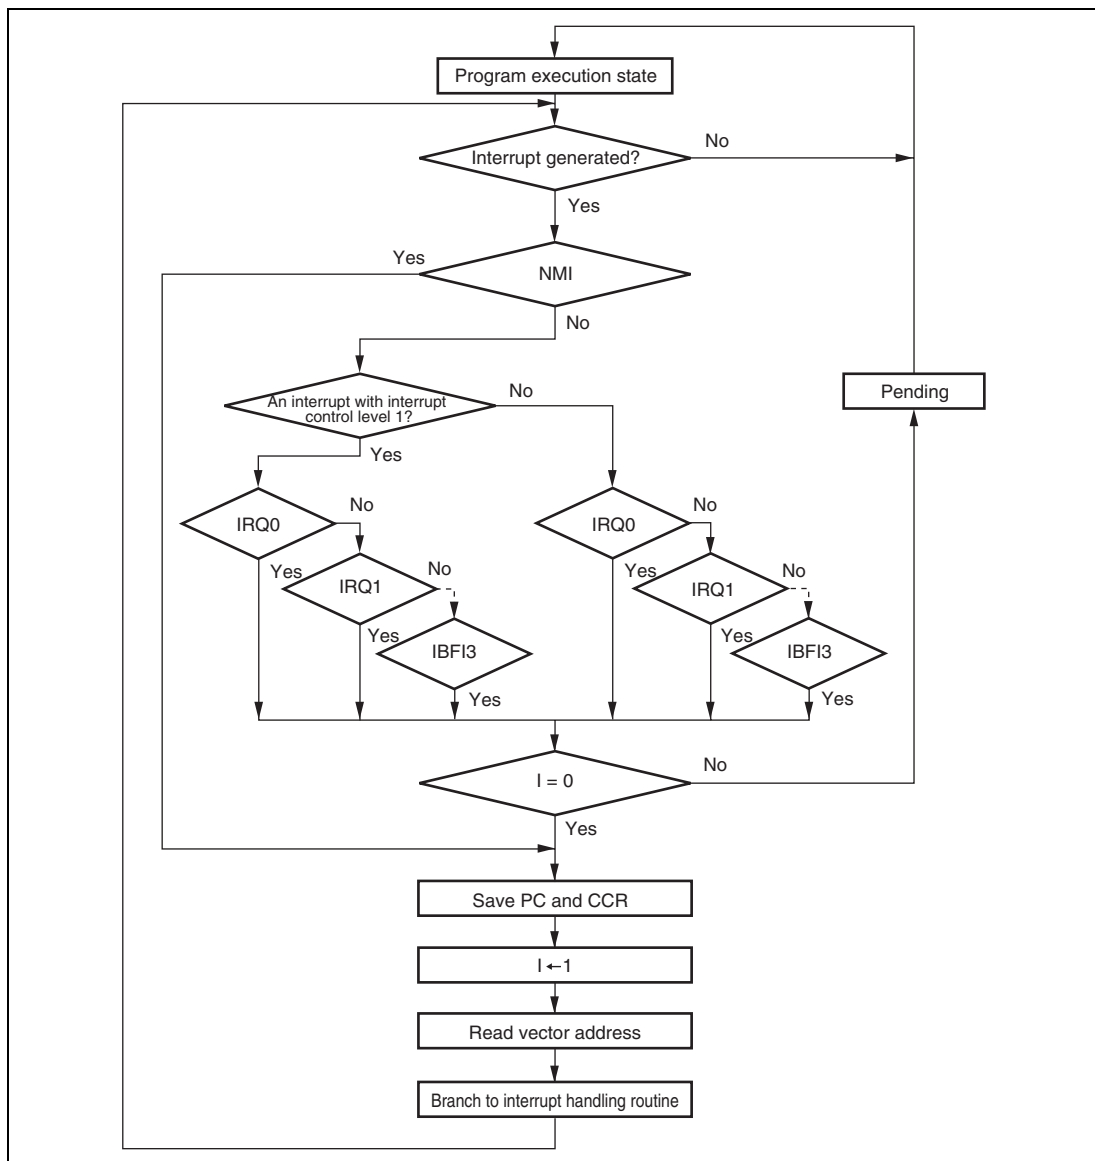 Program execution state
Interrupt generated?
No
Yes
Yes
NMI
No
An interrupt with interrupt
control level 1?
No
Pending
Yes
IRQ0
No
IRQ0
No
Yes
IRQ1
No
Yes
IRQ1
No
Yes
IBFI3
Yes
IBFI3
Yes
Yes
I = 0
No
Yes
Save PC and CCR
I ←1
Read vector address
Branch to interrupt handling routine